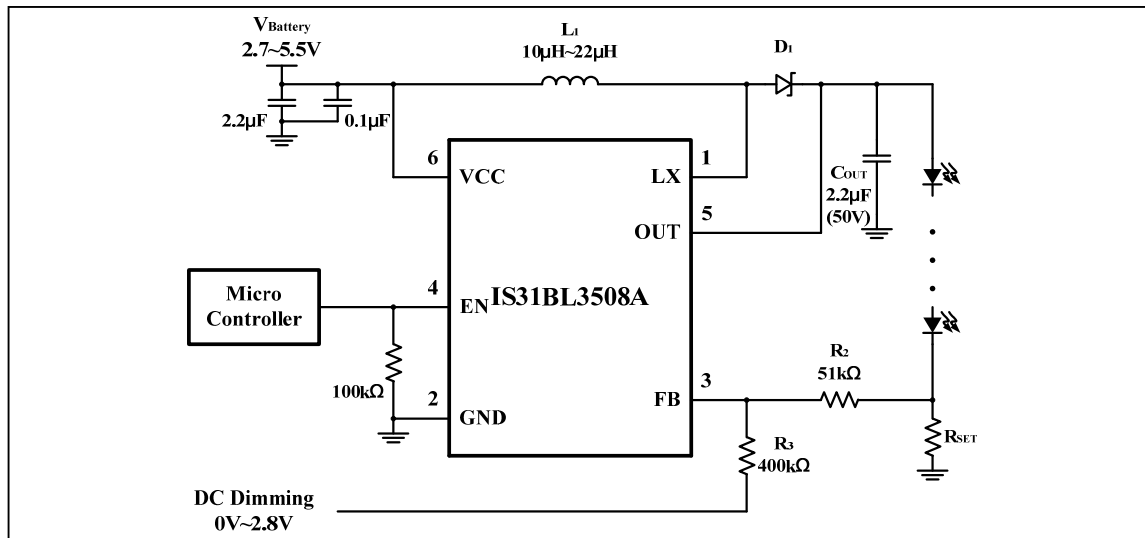 VBattery
2.7~5.5V
L1
10µH~22µH
D1
2.2µF
0.1µF
6
VCC
1
LX
COUT
2.2µF
(50V)
5
OUT
Micro
Controller
4
EN
IS31BL3508A
100kΩ
2
GND
3
FB
R2
51kΩ
RSET
R3
400kΩ
DC Dimming
0V~2.8V